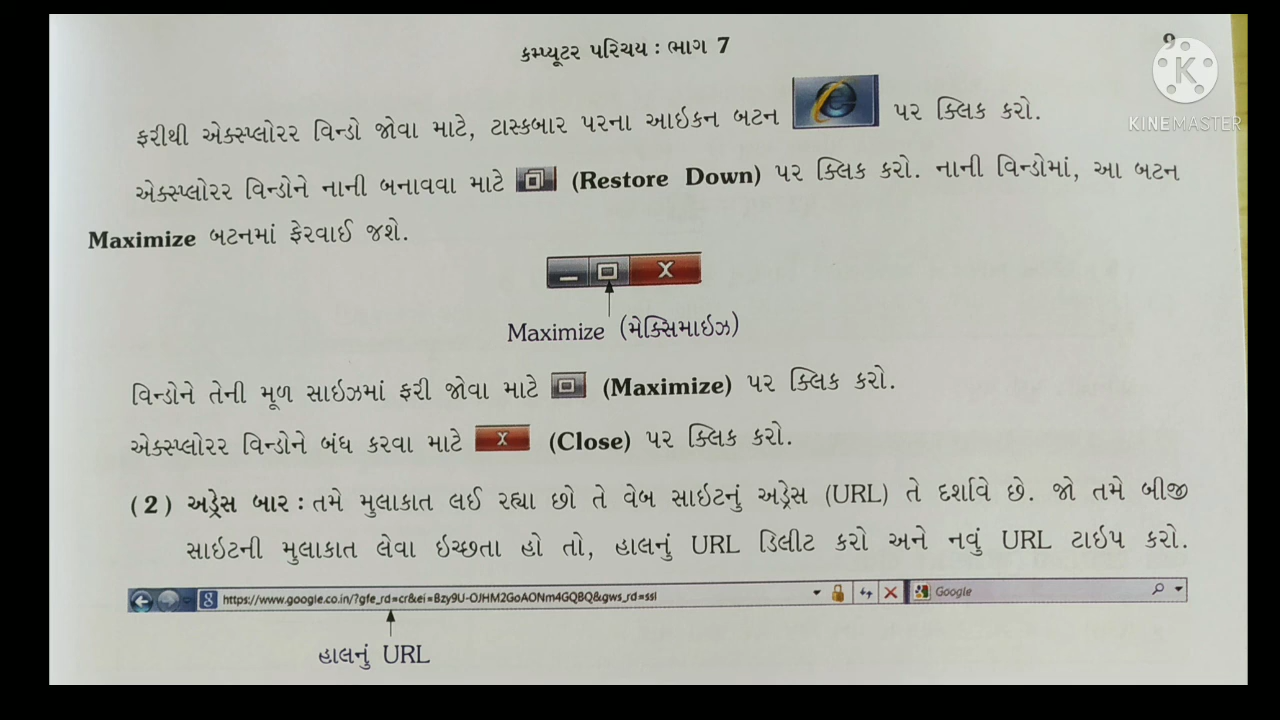 કમ્પ્યૂટર પરિચય : ભાગ 7
9
KINEMASTER
ફરીથી એક્સ્પ્લોરર વિન્ડો જોવા માટે, ટાસ્કબાર પરના આઇકન બટન પર ક્લિક કરો.
એક્સ્પ્લોરર વિન્ડોને નાની બનાવવા માટે (Restore Down) પર ક્લિક કરો. નાની વિન્ડોમાં, આ બટન
Maximize બટનમાં ફેરવાઈ જશે.
X
Maximize (મેક્સિમાઇઝ)
વિન્ડોને તેની મૂળ સાઇઝમાં ફરી જોવા માટે (Maximize) પર ક્લિક કરો.
એક્સ્પ્લોરર વિન્ડોને બંધ કરવા માટે X (Close) પર ક્લિક કરો.
(2) અડ્રેસ બાર : તમે મુલાકાત લઈ રહ્યા છો તે વેબ સાઇટનું અડ્રેસ (URL) તે દર્શાવે છે. જો તમે બીજી
સાઇટની મુલાકાત લેવા ઇચ્છતા હો તો, હાલનું URL ડિલીટ કરો અને નવું URL ટાઇપ કરો.
https://www.google.co.in/?gfe_rd=cr&ei=Bzy9U-OJHM2GoAONm4GQBQ&gws_rd=ssl Google
હાલનું URL